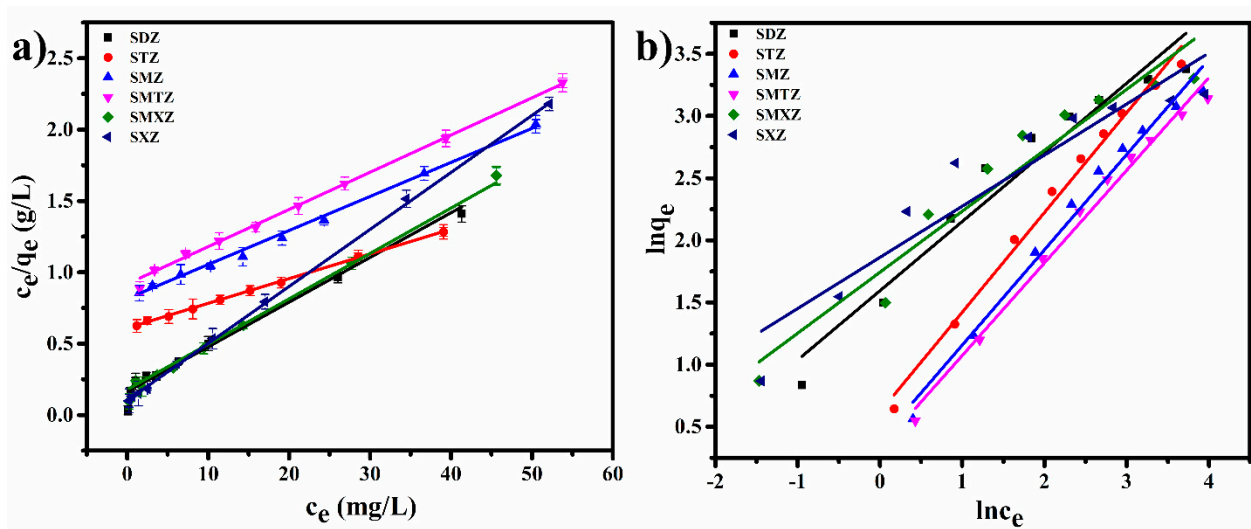 a)
SDZ
STZ
SMZ
SMTZ
SMXZ
SXZ
2.5
2.0
1.5
1.0
0.5
0.0
0 10 20 30 40 50 60
ce/qe (g/L)
ce (mg/L)
b)
SDZ
STZ
SMZ
SMTZ
SMXZ
SXZ
3.5
3.0
2.5
2.0
1.5
1.0
0.5
-2 -1 0 1 2 3 4
lnqe
lnce